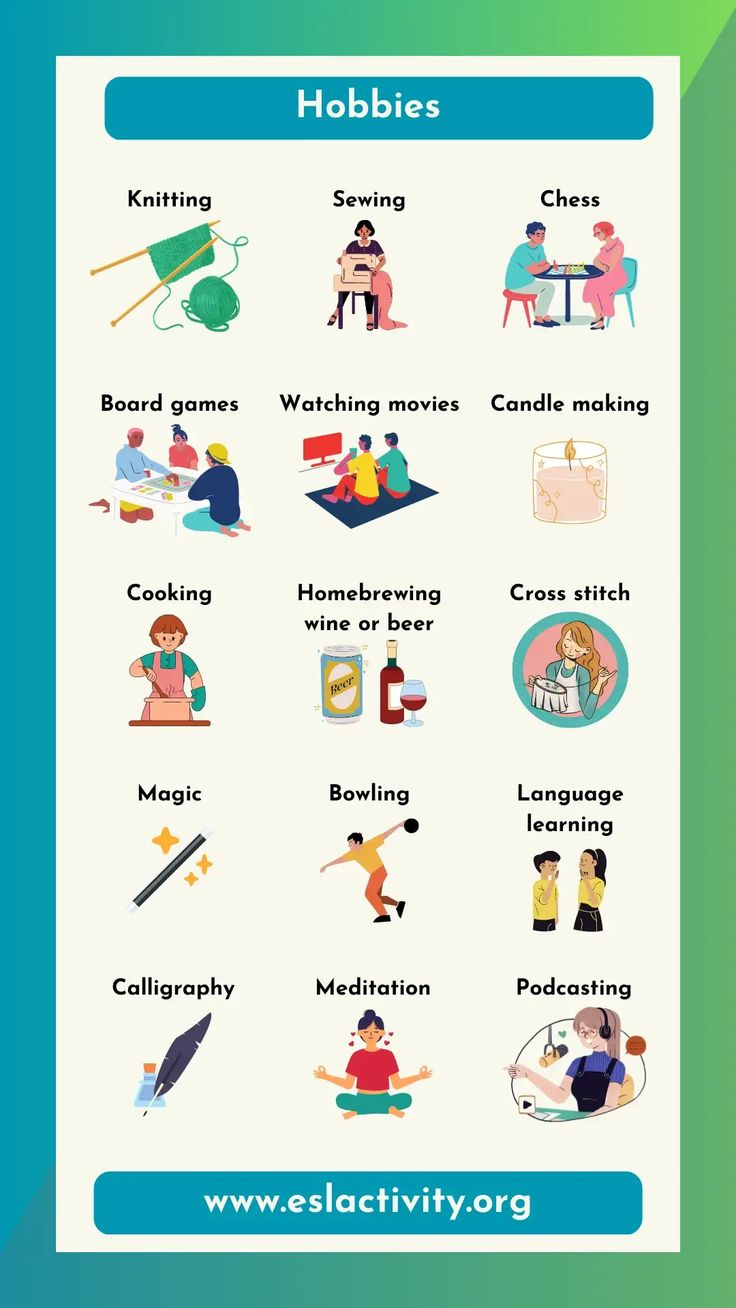 Hobbies
Knitting
Sewing
Chess
Board games
Watching movies
Candle making
Cooking
Homebrewing
wine or beer
Cross stitch
Beer
Magic
Bowling
Language
learning
Calligraphy
Meditation
Podcasting
www.eslactivity.org